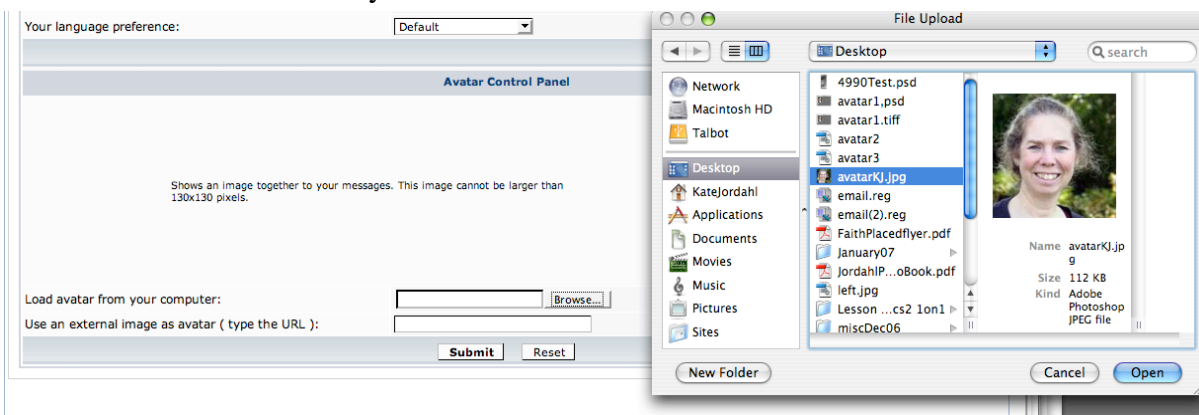 Your language preference:
Default
Avatar Control Panel
Shows an image together to your messages. This image cannot be larger than
130x130 pixels.
Load avatar from your computer:
Browse...
Use an external image as avatar ( type the URL ):
Submit
Reset
File Upload
Desktop
search
Network
Macintosh HD
Talbot
Desktop
KateJordahl
Applications
Documents
Movies
Music
Pictures
Sites
4990Test.psd
avatar1,psd
avatar1.tiff
avatar2
avatar3
avatarKJ.jpg
email.reg
email(2).reg
FaithPlacedflyer.pdf
January07
JordahlP...oBook.pdf
left.jpg
Lesson ...cs2 1on1
miscDec06
Name avatarKJ.jp
g
Size 112 KB
Kind Adobe
Photoshop
JPEG file
New Folder
Cancel
Open